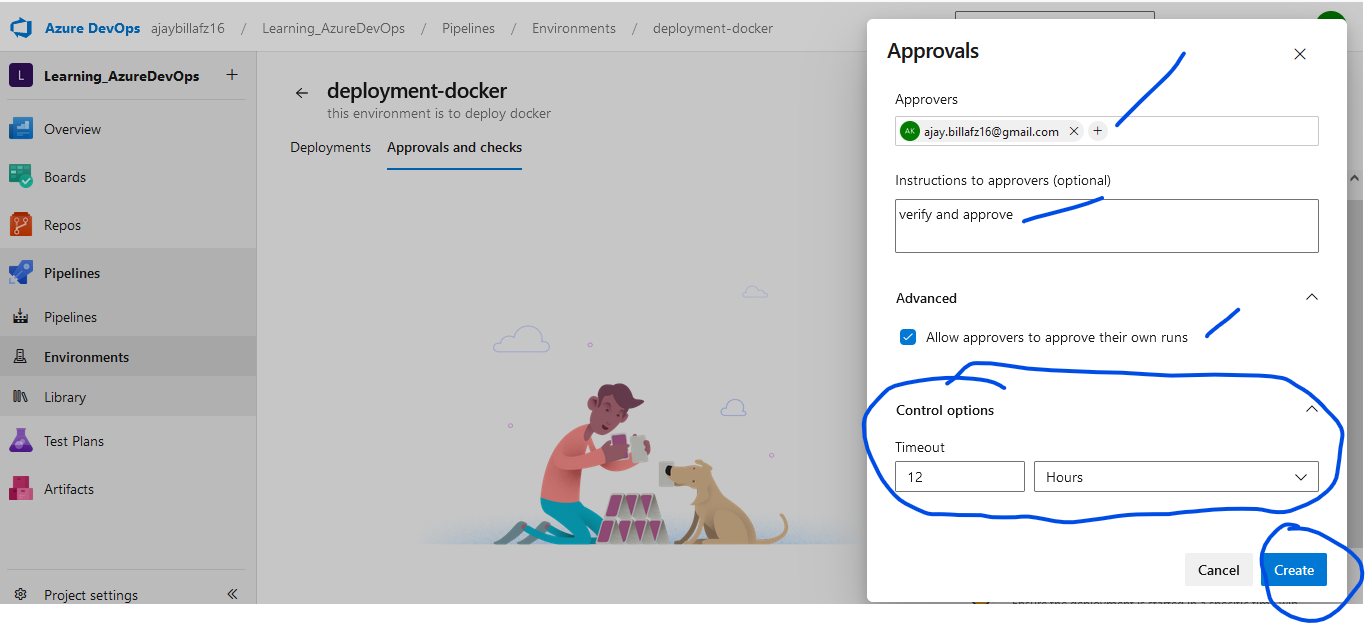 Azure DevOps ajaybillafz16 / Learning_AzureDevOps / Pipelines / Environments / deployment-docker
L Learning_AzureDevOps +
Overview
Boards
Repos
Pipelines
Pipelines
Environments
Library
Test Plans
Artifacts
Project settings
deployment-docker
this environment is to deploy docker
Deployments Approvals and checks
Approvals
Approvers
AK ajay.billafz16@gmail.com
Instructions to approvers (optional)
verify and approve
Advanced
Allow approvers to approve their own runs
Control options
Timeout
12 Hours
Cancel Create